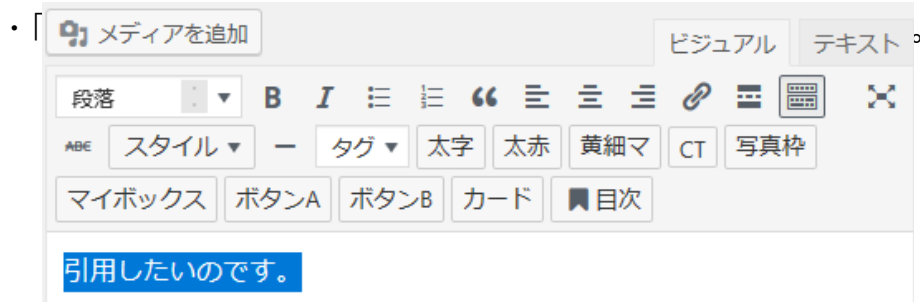 ・「
メディアを追加
ビジュアル テキスト 。
段落 B I “
ABC スタイル ー タグ 太字 太赤 黄細マ CT 写真枠
マイボックス ボタンA ボタンB カード 目次
引用したいのです。